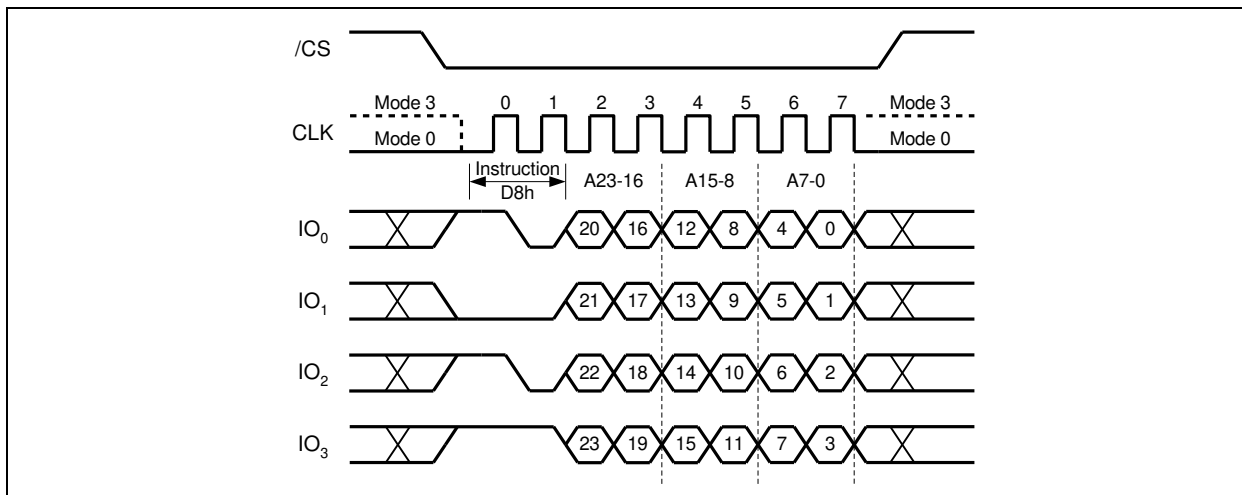 /CS
Mode 3 0 1 2 3 4 5 6 7 Mode 3
CLK
Mode 0 Mode 0
Instruction
D8h
A23-16 A15-8 A7-0
IO0 20 16 12 8 4 0
IO1 21 17 13 9 5 1
IO2 22 18 14 10 6 2
IO3 23 19 15 11 7 3